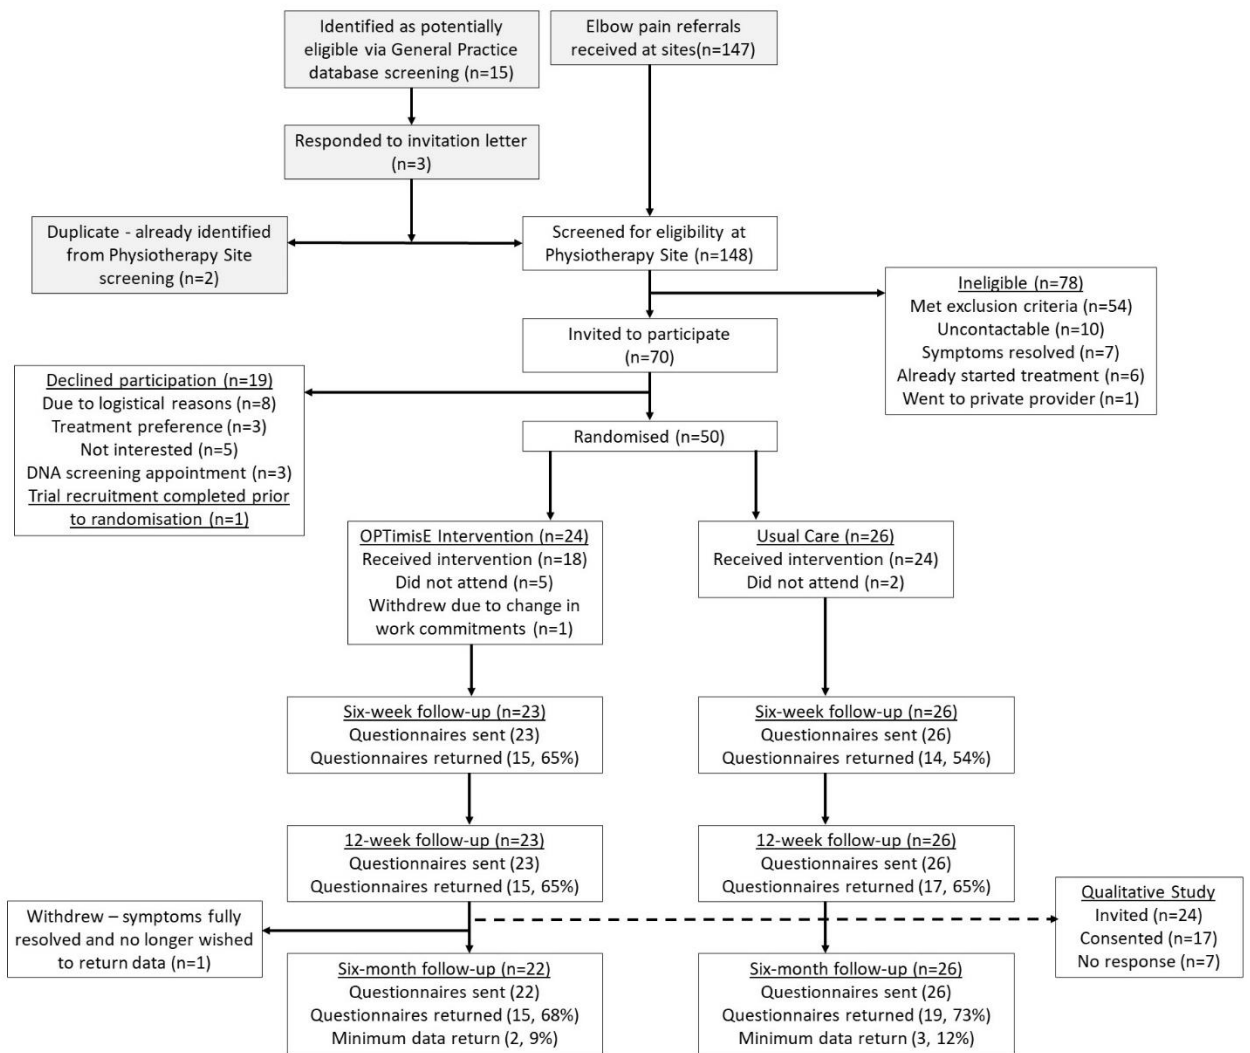 Identified as potentially
eligible via General Practice
database screening (n=15)
Elbow pain referrals
received at sites(n=147)
Responded to invitation letter
(n=3)
Duplicate - already identified
from Physiotherapy Site
screening (n=2)
Screened for eligibility at
Physiotherapy Site (n=148)
Ineligible (n=78)
Met exclusion criteria (n=54)
Uncontactable (n=10)
Symptoms resolved (n=7)
Already started treatment (n=6)
Went to private provider (n=1)
Invited to participate
(n=70)
Declined participation (n=19)
Due to logistical reasons (n=8)
Treatment preference (n=3)
Not interested (n=5)
DNA screening appointment (n=3)
Trial recruitment completed prior
to randomisation (n=1)
Randomised (n=50)
OPTimisE Intervention (n=24)
Received intervention (n=18)
Did not attend (n=5)
Withdrew due to change in
work commitments (n=1)
Usual Care (n=26)
Received intervention (n=24)
Did not attend (n=2)
Six-week follow-up (n=23)
Questionnaires sent (23)
Questionnaires returned (15, 65%)
Six-week follow-up (n=26)
Questionnaires sent (26)
Questionnaires returned (14, 54%)
12-week follow-up (n=23)
Questionnaires sent (23)
Questionnaires returned (15, 65%)
12-week follow-up (n=26)
Questionnaires sent (26)
Questionnaires returned (17, 65%)
Qualitative Study
Invited (n=24)
Consented (n=17)
No response (n=7)
Withdrew – symptoms fully
resolved and no longer wished
to return data (n=1)
Six-month follow-up (n=22)
Questionnaires sent (22)
Questionnaires returned (15, 68%)
Minimum data return (2, 9%)
Six-month follow-up (n=26)
Questionnaires sent (26)
Questionnaires returned (19, 73%)
Minimum data return (3, 12%)